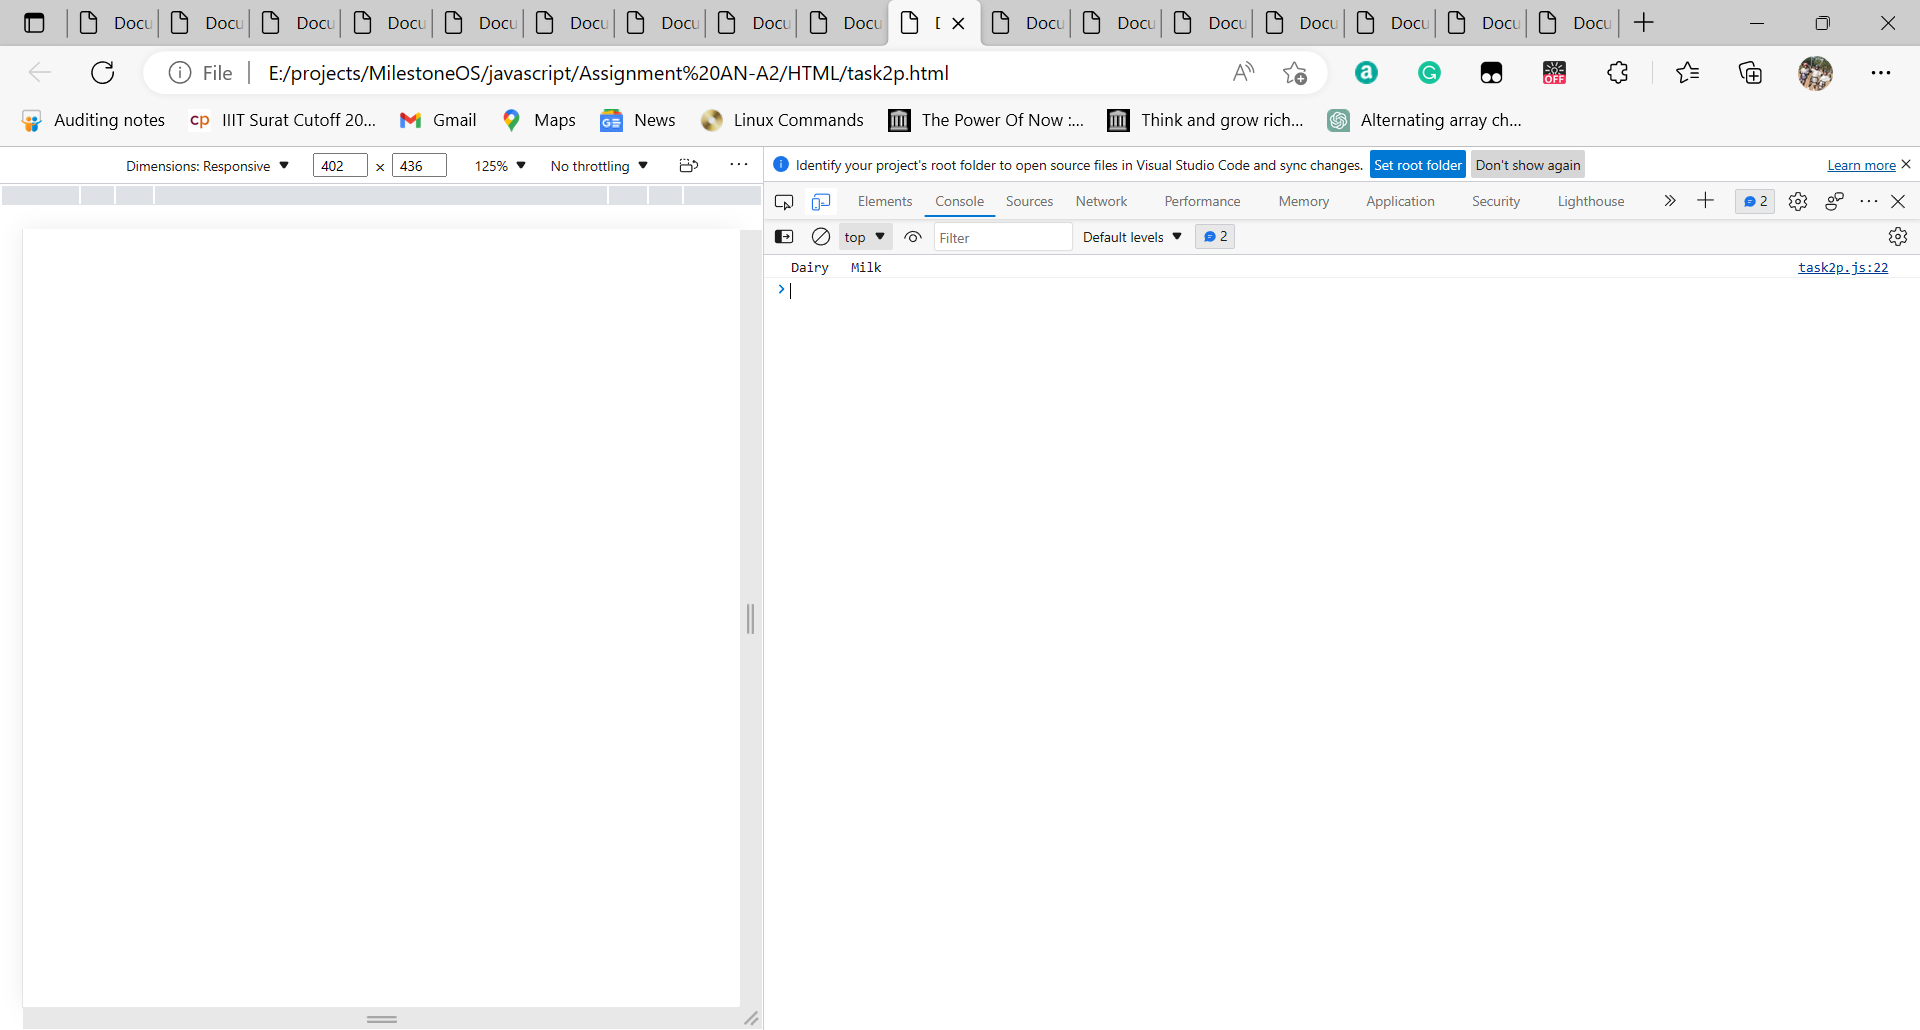 Docu Docu Docu Docu Docu Docu Docu Docu Docu D Docu Docu Docu Docu Docu Docu Docu
File E:/projects/MilestoneOS/javascript/Assignment%20AN-A2/HTML/task2p.html A a G OFF
Auditing notes cp IIIT Surat Cutoff 20... Gmail Maps News Linux Commands The Power Of Now :... Think and grow rich... Alternating array ch...
Dimensions: Responsive 402 × 436 125% No throttling
Identify your project's root folder to open source files in Visual Studio Code and sync changes. Set root folder Don't show again Learn more
Elements Console Sources Network Performance Memory Application Security Lighthouse 2
top Filter Default levels 2
Dairy Milk task2p.js:22